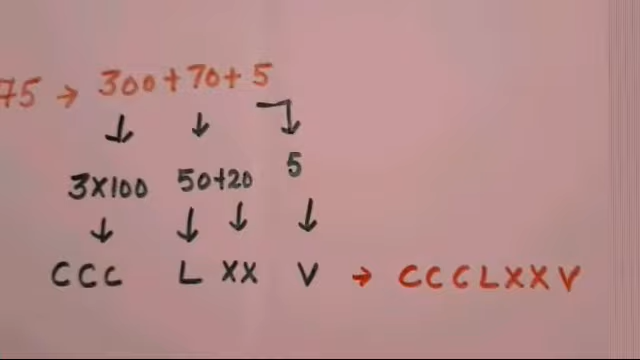 75 → 300 + 70 + 5
3X100 50+20 5
CCC L XX V → CCCLXXV